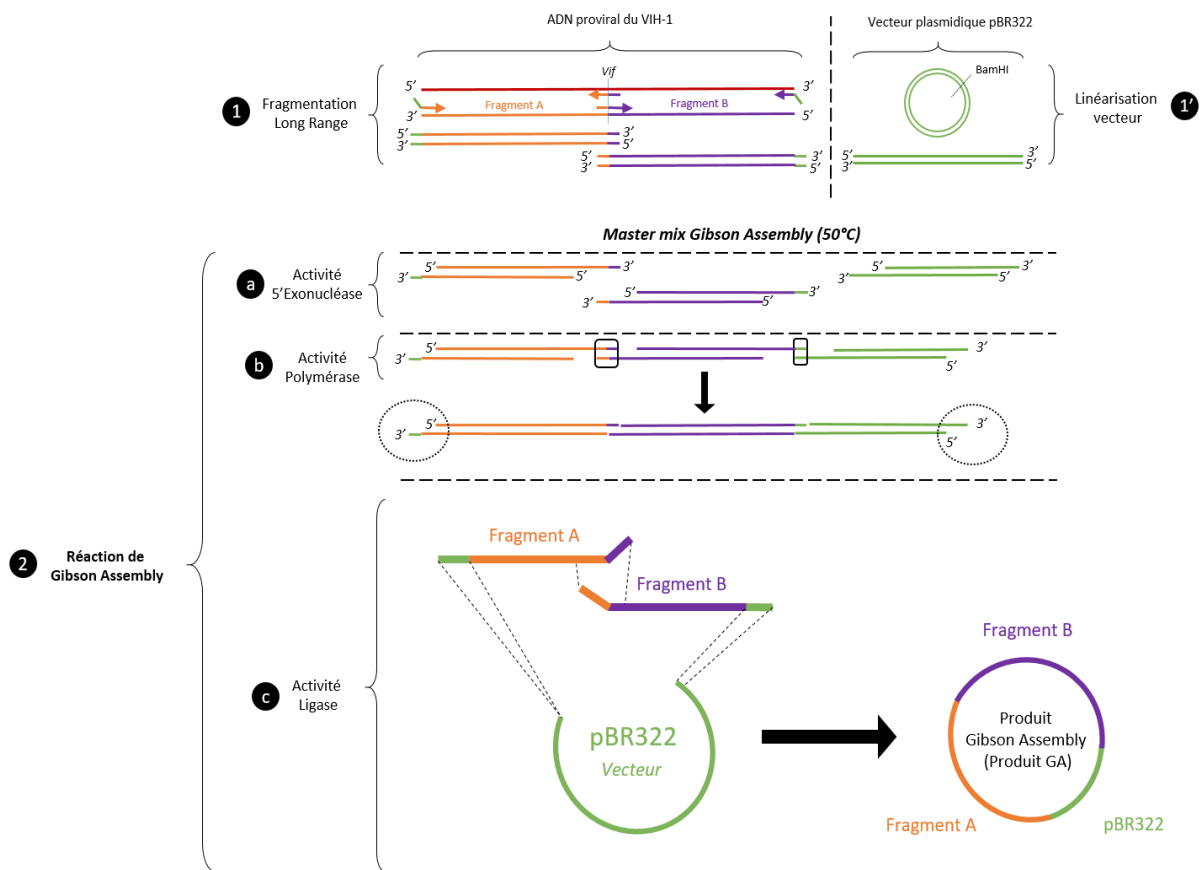 ADN proviral du VIH-1
Vecteur plasmidique pBR322
1
Fragmentation
Long Range
5’
3’
Vif
3’
Fragment A
Fragment B
5’
3’
3’
5’
3’
3’
5’
BamHI
5’
3’
3’
5’
Linéarisation
vecteur
1’
Master mix Gibson Assembly (50°C)
a
Activité
5’Exonucléase
5’
3’
3’
5’
5’
3’
3’
5’
5’
3’
3’
5’
b
Activité
Polymérase
5’
3’
3’
5’
5’
3’
3’
5’
2
Réaction de
Gibson Assembly
c
Activité
Ligase
Fragment A
Fragment B
pBR322
Vecteur
Fragment B
Produit
Gibson Assembly
(Produit GA)
Fragment A
pBR322